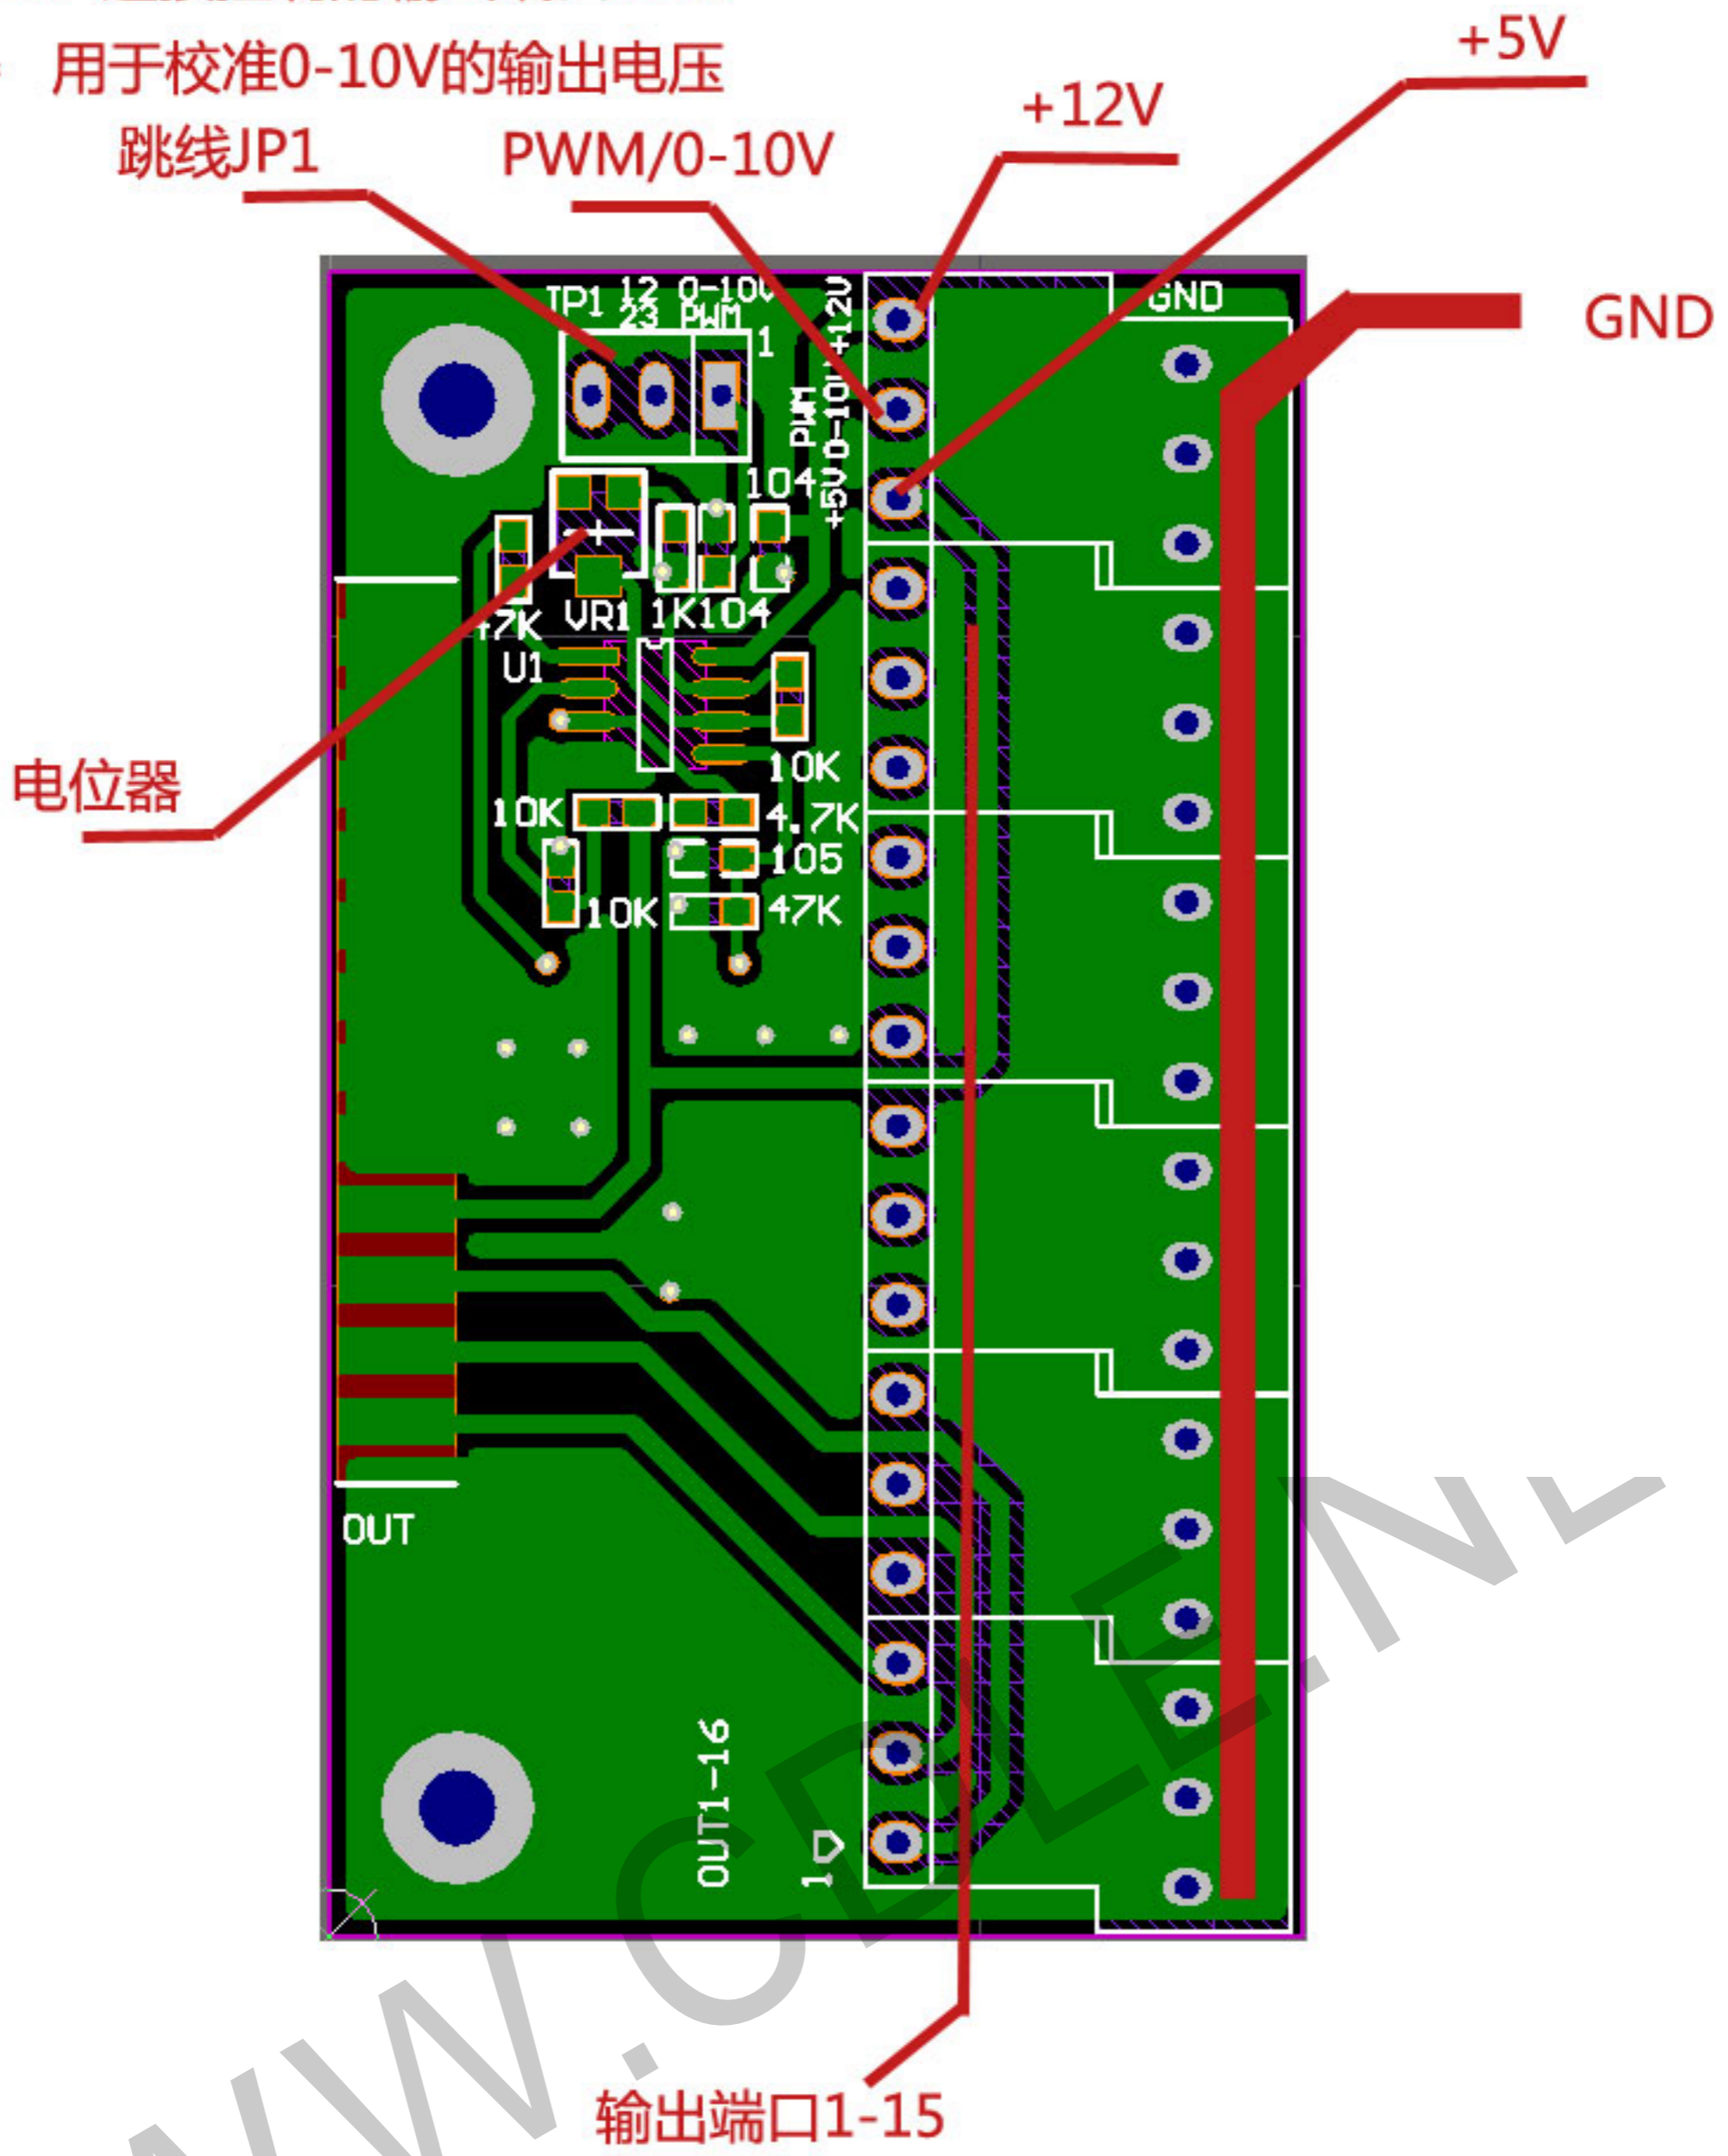 用于校准0-10V的输出电压
+5V
+12V
跳线JP1
PWM/0-10V
GND
12 0-10V
23 PWM
1
GND
+12V
PWM
0-10V
+5V
104
47K
VR1
1K
104
U1
电位器
10K
10K
4.7K
105
10K
47K
OUT
OUT1-16
1
输出端口1-15